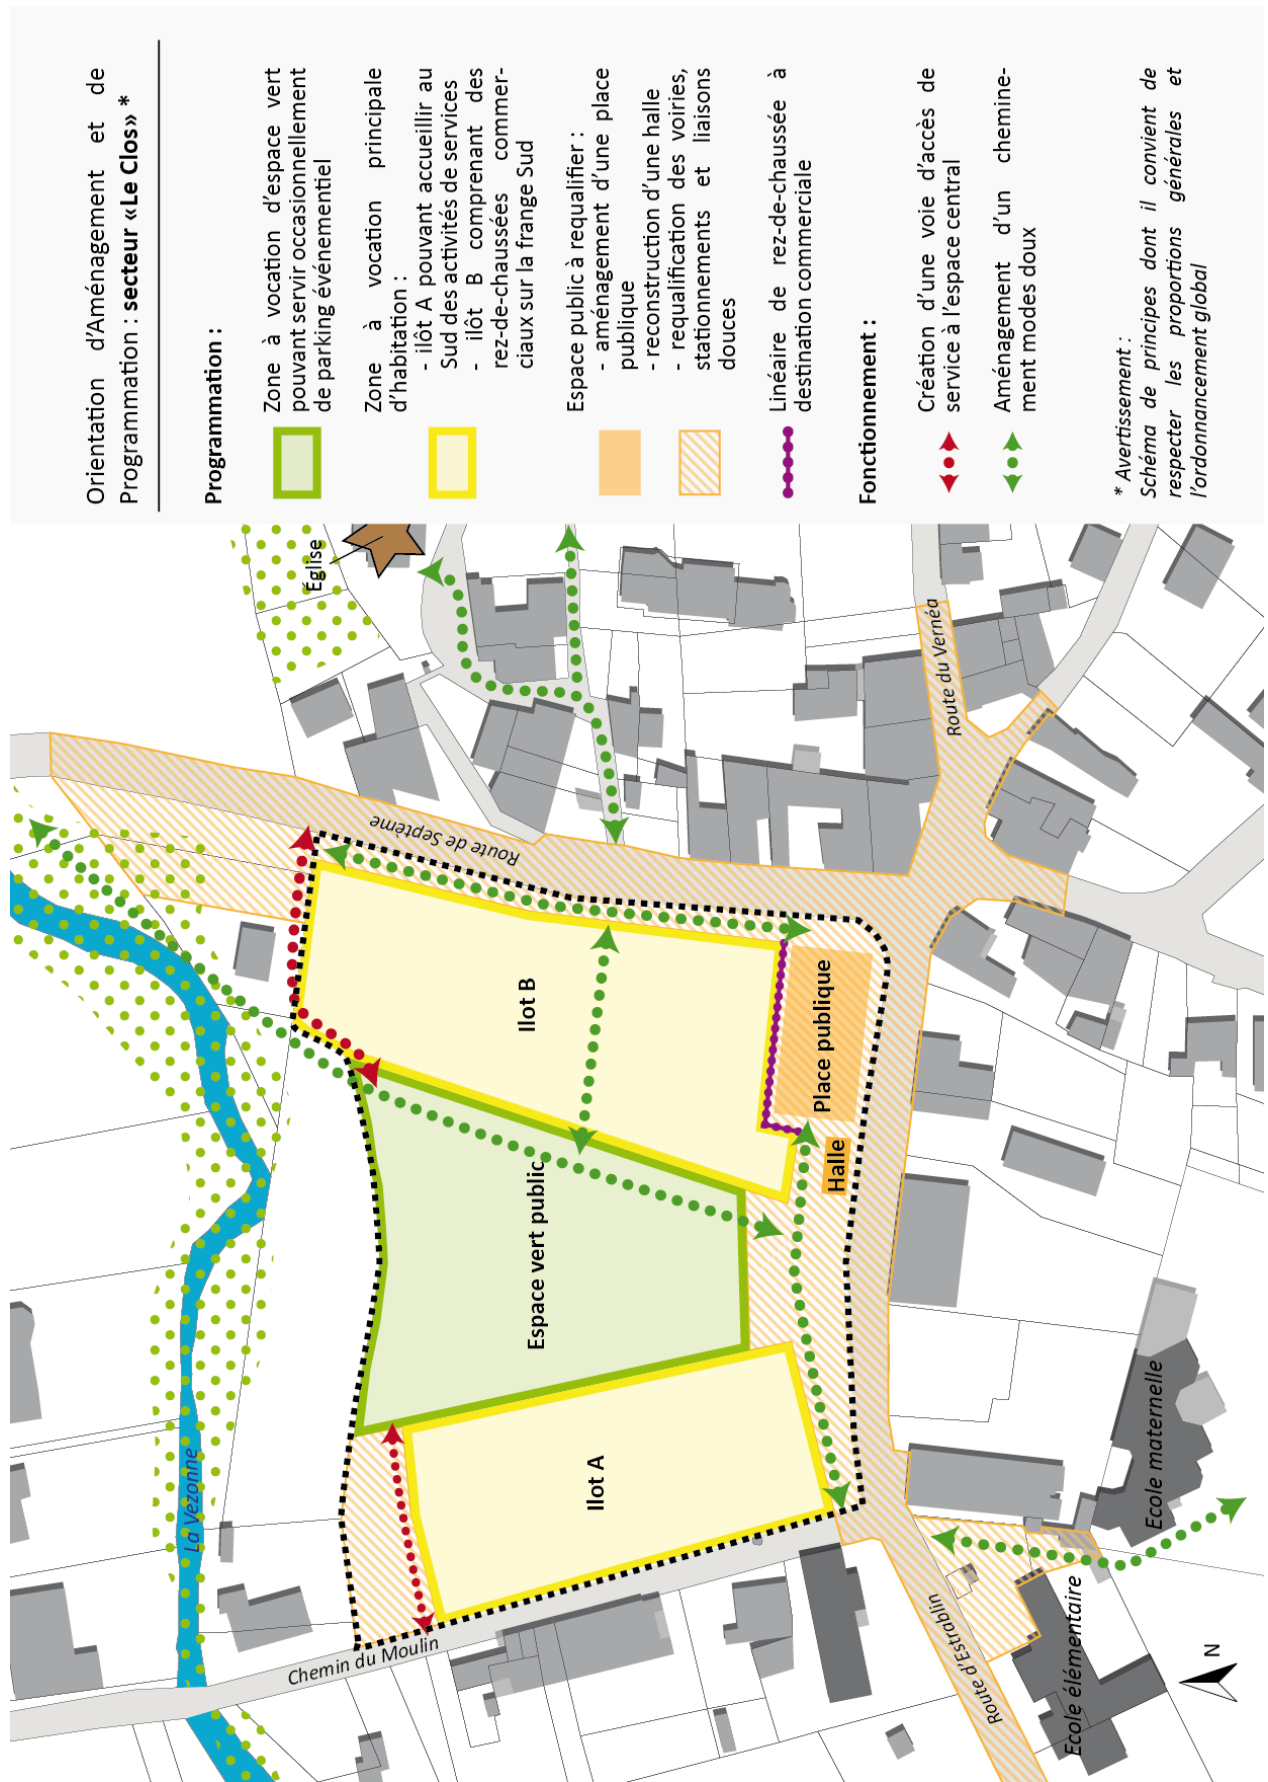 Orientation d'Aménagement et de
Programmation : secteur «Le Clos» *
Programmation :
Zone à vocation d'espace vert
pouvant servir occasionnellement
de parking événementiel
Zone à vocation principale
d'habitation :
- ilôt A pouvant accueillir au
Sud des activités de services
- ilôt B comprenant des
rez-de-chaussées commer-
ciaux sur la frange Sud
Espace public à requalifier :
- aménagement d'une place
publique
- reconstruction d'une halle
- requalification des voiries,
stationnements et liaisons
douces
Linéaire de rez-de-chaussée à
destination commerciale
Fonctionnement :
Création d'une voie d'accès de
service à l'espace central
Aménagement d'un chemine-
ment modes doux
* Avertissement :
Schéma de principes dont il convient de
respecter les proportions générales et
l'ordonnancement global
Église
La Vezonne
Route de Septème
Ilot B
Espace vert public
Ilot A
Place publique
Halle
Chemin du Moulin
Route du Vernéa
Route d'Estrablin
Ecole maternelle
Ecole élémentaire
N